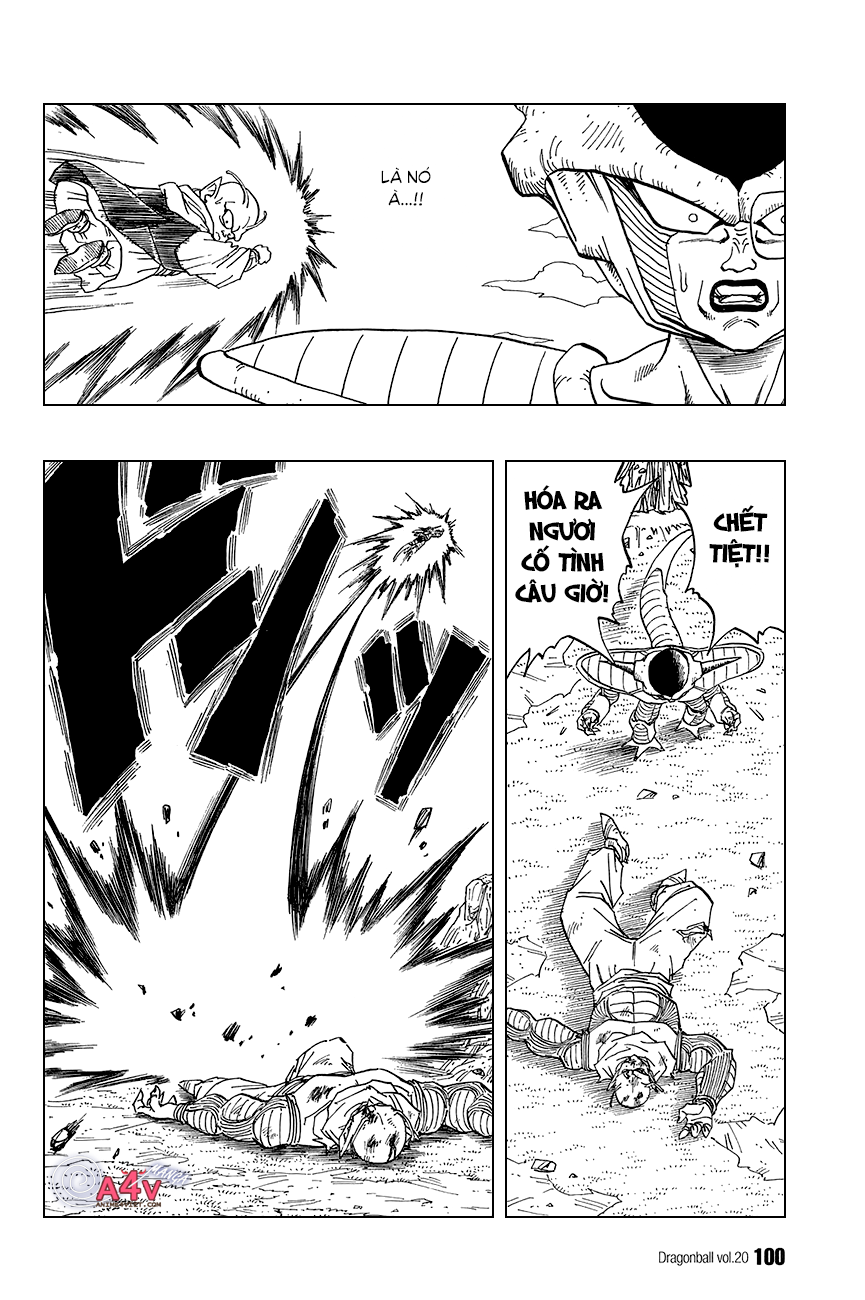 LÀ NÓ
À...!!
CHẾT
TIỆT!!
HÓA RA
NGƯƠI
CỐ TÌNH
CÂU GIỜ!
A4V
Dragonball vol.20 100